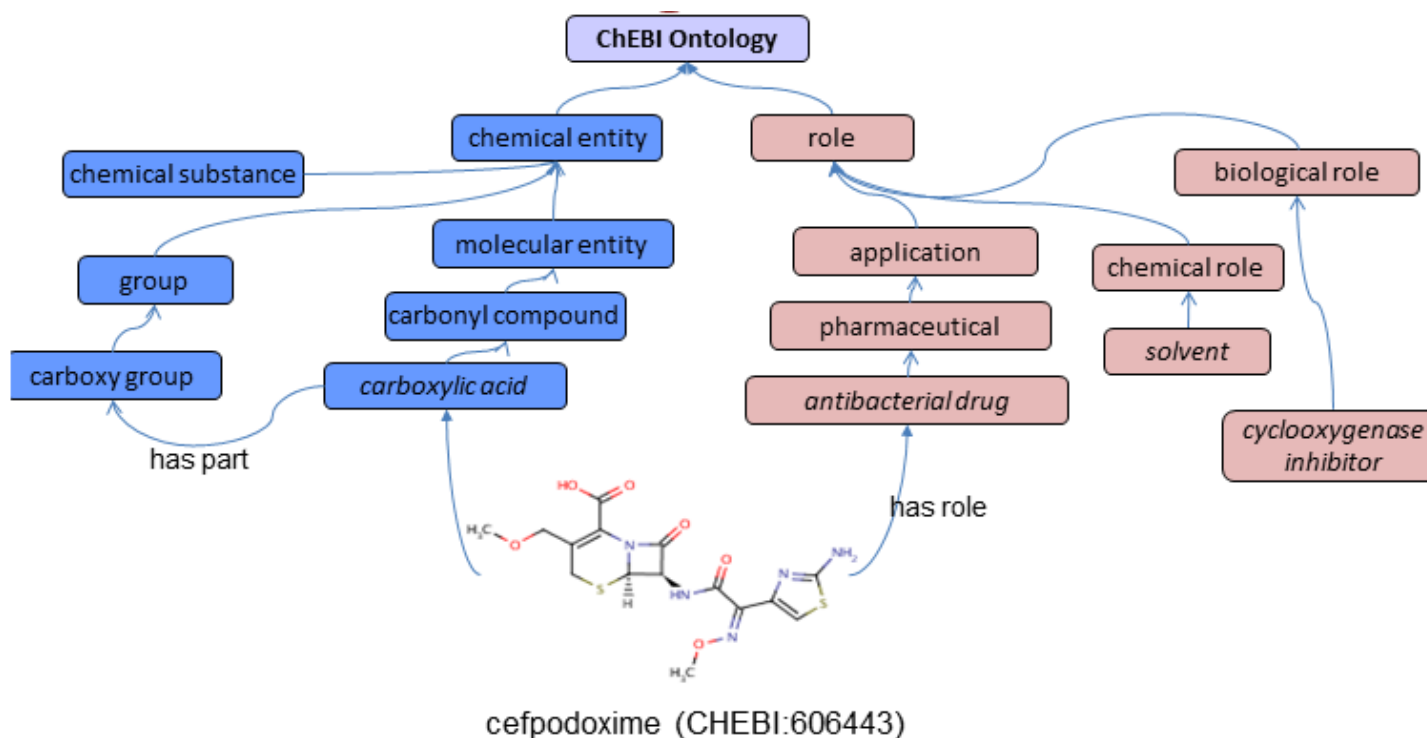 ChEBI Ontology
chemical entity
role
chemical substance
biological role
molecular entity
application
chemical role
group
carbonyl compound
pharmaceutical
solvent
carboxy group
carboxylic acid
antibacterial drug
cyclooxygenase
inhibitor
has part
has role
HO
O
H₃C
O
N
O
S
H
HN
O
N
NH₂
S
N
O
H₃C
cefpodoxime (CHEBI:606443)